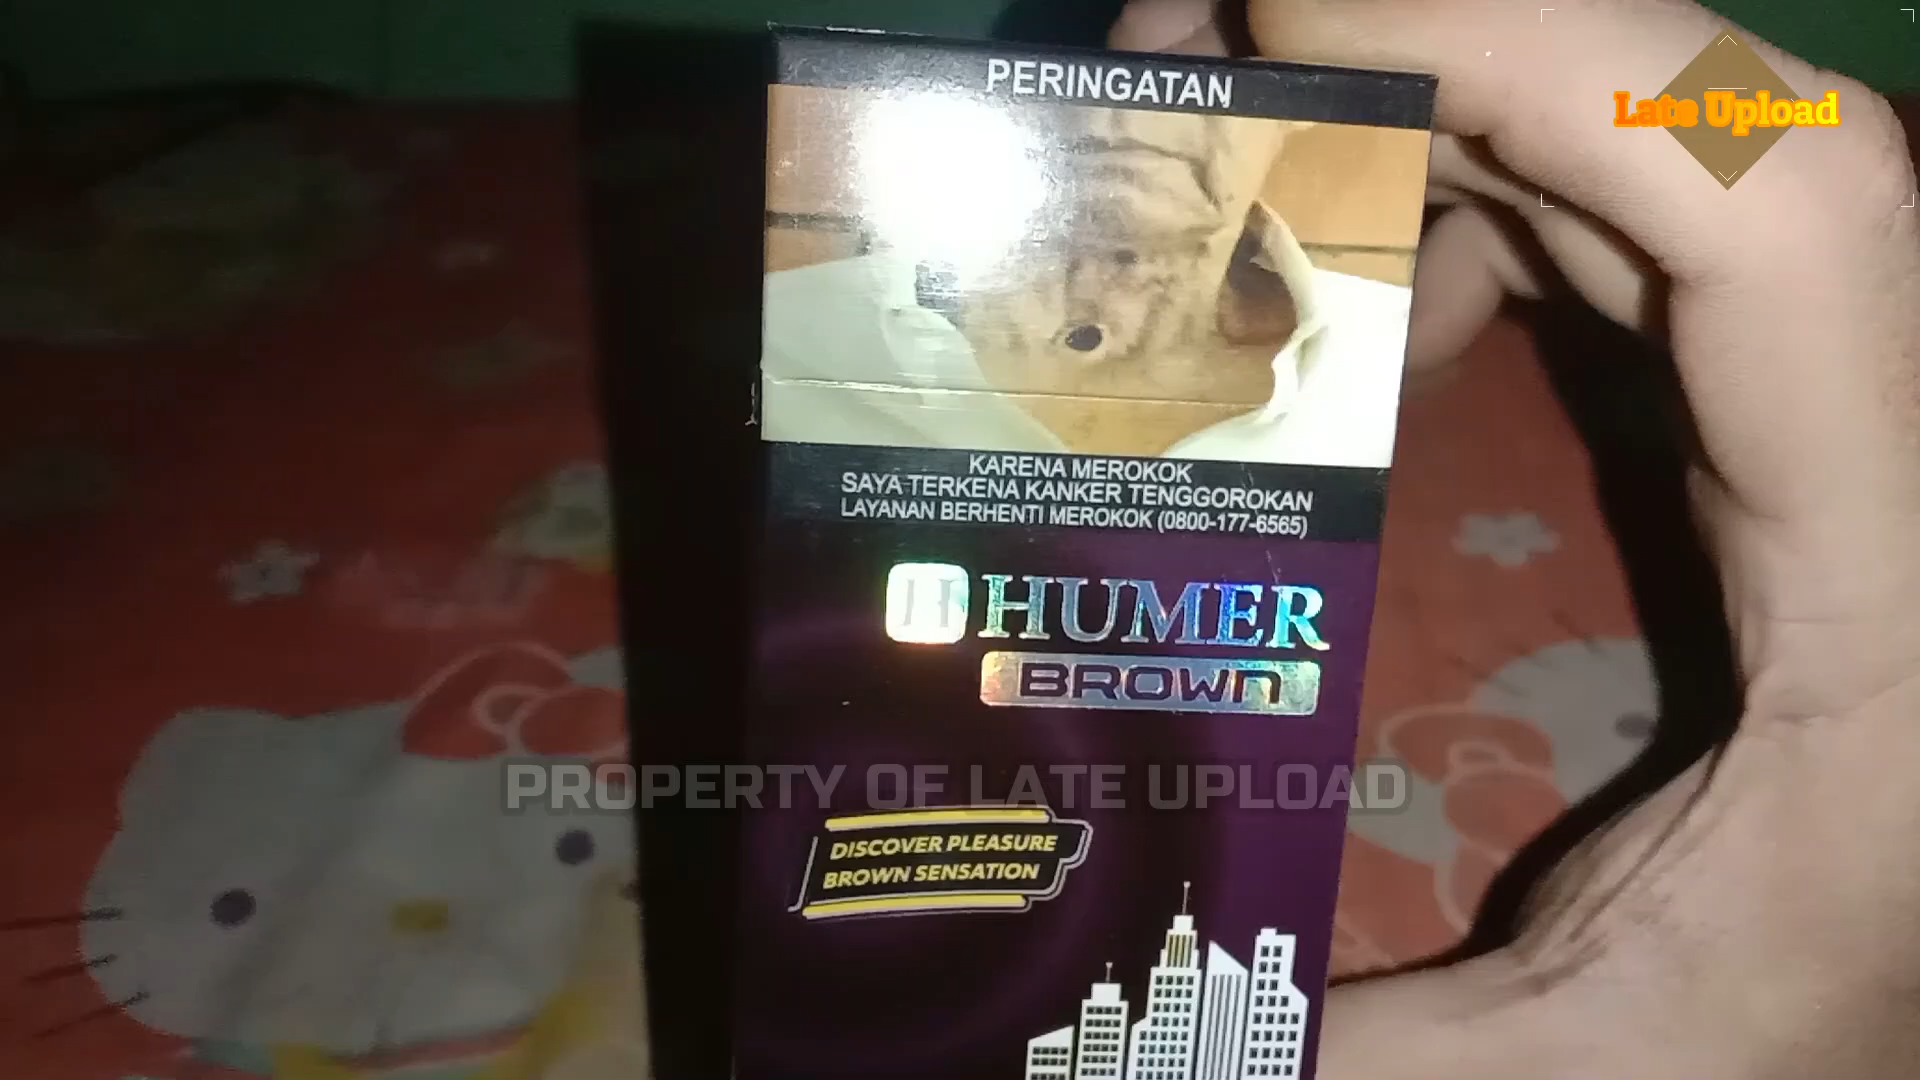 PERINGATAN
Late Upload
KARENA MEROKOK
SAYA TERKENA KANKER TENGGOROKAN
LAYANAN BERHENTI MEROKOK (0800-177-6565)
H HUMER
BROWN
PROPERTY OF LATE UPLOAD
DISCOVER PLEASURE
BROWN SENSATION